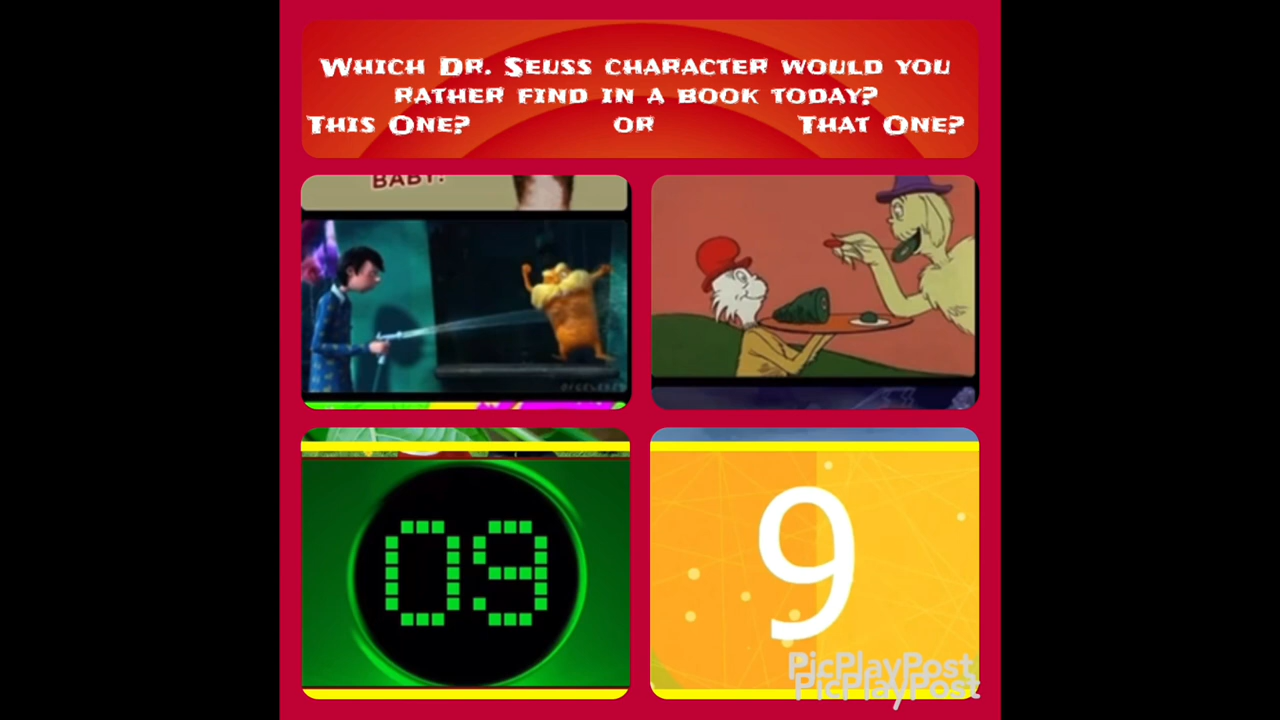 Which Dr. Seuss character would you
rather find in a book today?
This One? or That One?
BABY!
09
9
PicPlayPost
PicPlayPost